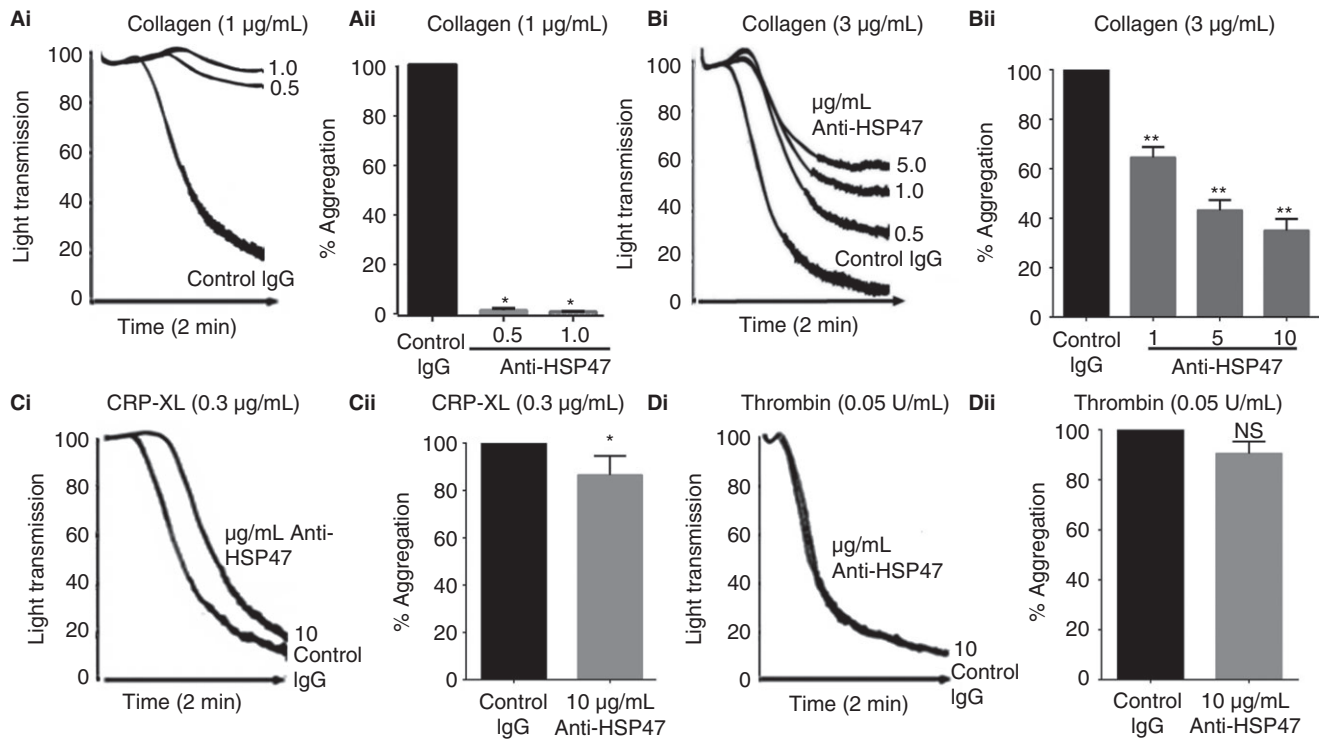 Ai
Collagen (1 µg/mL)
Light transmission
100
80
60
40
20
0
1.0
0.5
Control IgG
Time (2 min)
Aii
Collagen (1 µg/mL)
% Aggregation
100
80
60
40
20
0
*
*
Control
IgG
0.5
1.0
Anti-HSP47
Bi
Collagen (3 µg/mL)
Light transmission
100
80
60
40
20
0
µg/mL
Anti-HSP47
5.0
1.0
0.5
Control IgG
Time (2 min)
Bii
Collagen (3 µg/mL)
% Aggregation
100
80
60
40
20
0
**
**
**
Control
IgG
1
5
10
Anti-HSP47
Ci
CRP-XL (0.3 µg/mL)
Light transmission
100
80
60
40
20
0
µg/mL Anti-
HSP47
10
Control
IgG
Time (2 min)
Cii
CRP-XL (0.3 µg/mL)
% Aggregation
100
80
60
40
20
0
*
Control
IgG
10 µg/mL
Anti-HSP47
Di
Thrombin (0.05 U/mL)
Light transmission
100
80
60
40
20
0
µg/mL
Anti-HSP47
10
Control
IgG
Time (2 min)
Dii
Thrombin (0.05 U/mL)
% Aggregation
100
80
60
40
20
0
NS
Control
IgG
10 µg/mL
Anti-HSP47